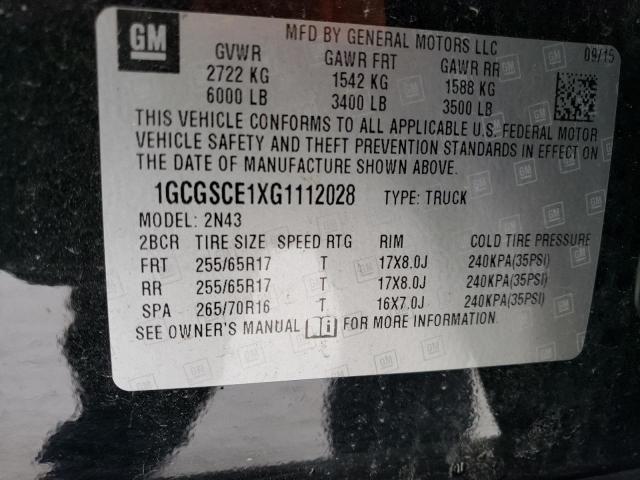 GM
MFD BY GENERAL MOTORS LLC
09/15
GVWR GAWR FRT GAWR RR
2722 KG 1542 KG 1588 KG
6000 LB 3400 LB 3500 LB
THIS VEHICLE CONFORMS TO ALL APPLICABLE U.S. FEDERAL MOTOR
VEHICLE SAFETY AND THEFT PREVENTION STANDARDS IN EFFECT ON
THE DATE OF MANUFACTURE SHOWN ABOVE.
1GCGSCE1XG1112028 TYPE: TRUCK
MODEL: 2N43
2BCR TIRE SIZE SPEED RTG RIM COLD TIRE PRESSURE
FRT 255/65R17 T 17X8.0J 240KPA(35PSI)
RR 255/65R17 T 17X8.0J 240KPA(35PSI)
SPA 265/70R16 T 16X7.0J 240KPA(35PSI)
SEE OWNER'S MANUAL FOR MORE INFORMATION.